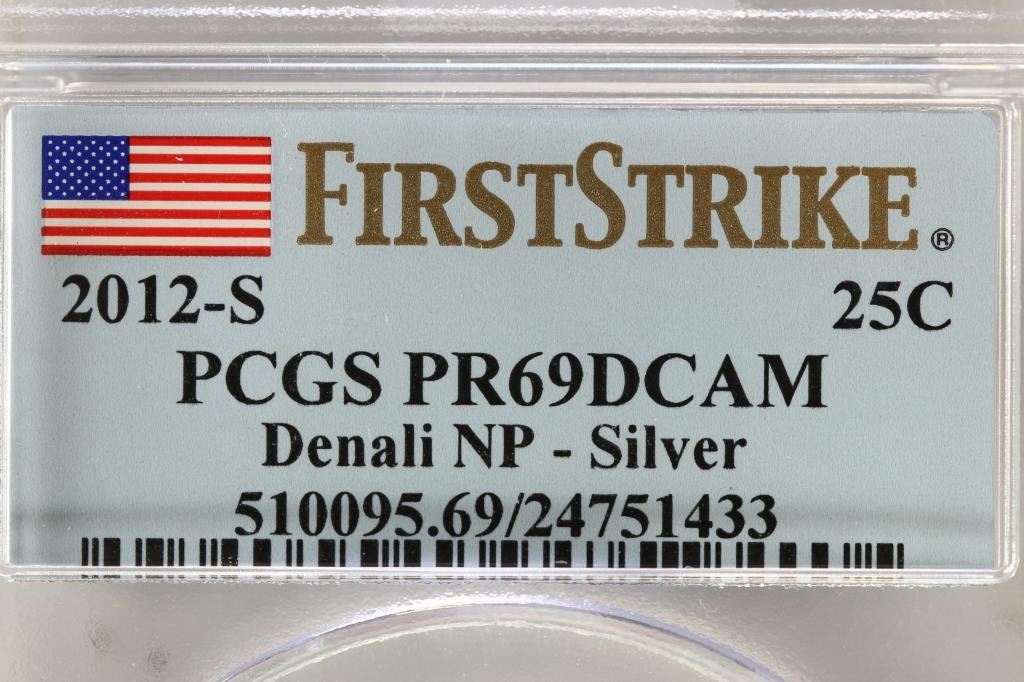 FIRSTSTRIKE®
2012-S 25C
PCGS PR69DCAM
Denali NP - Silver
510095.69/24751433